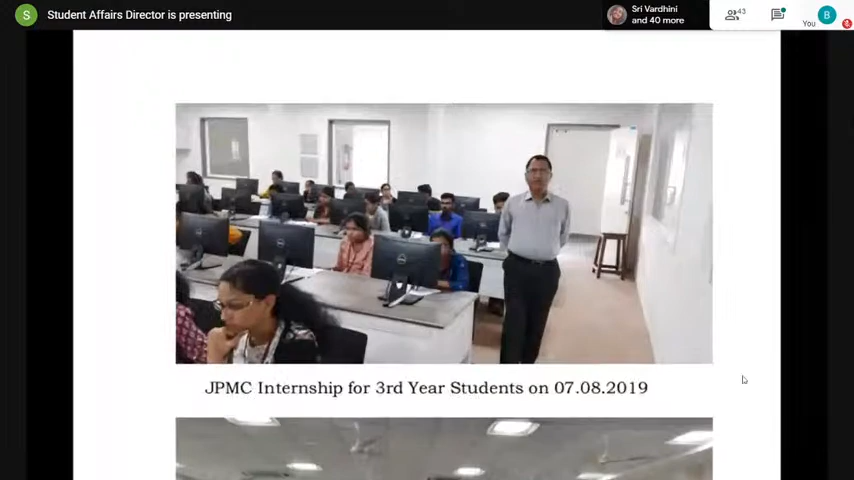 S Student Affairs Director is presenting
Sri Vardhini
and 40 more
43
You
B
JPMC Internship for 3rd Year Students on 07.08.2019